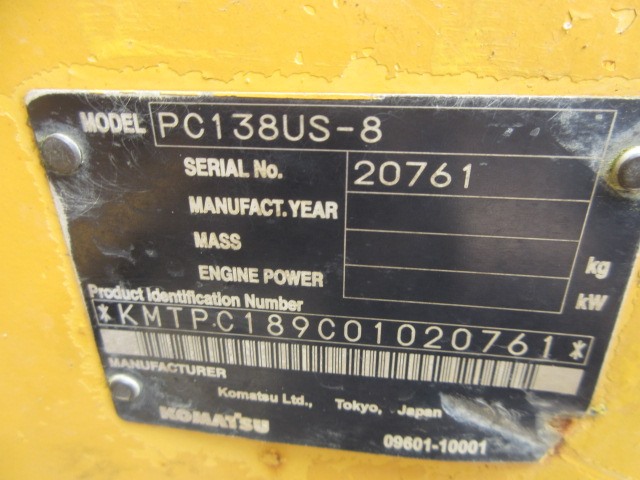 MODEL PC138US-8
SERIAL No. 20761
MANUFACT.YEAR
MASS kg
ENGINE POWER kW
Product Identification Number
*KMTPC189C01020761*
MANUFACTURER
Komatsu Ltd., Tokyo, Japan
KOMATSU 09601-10001